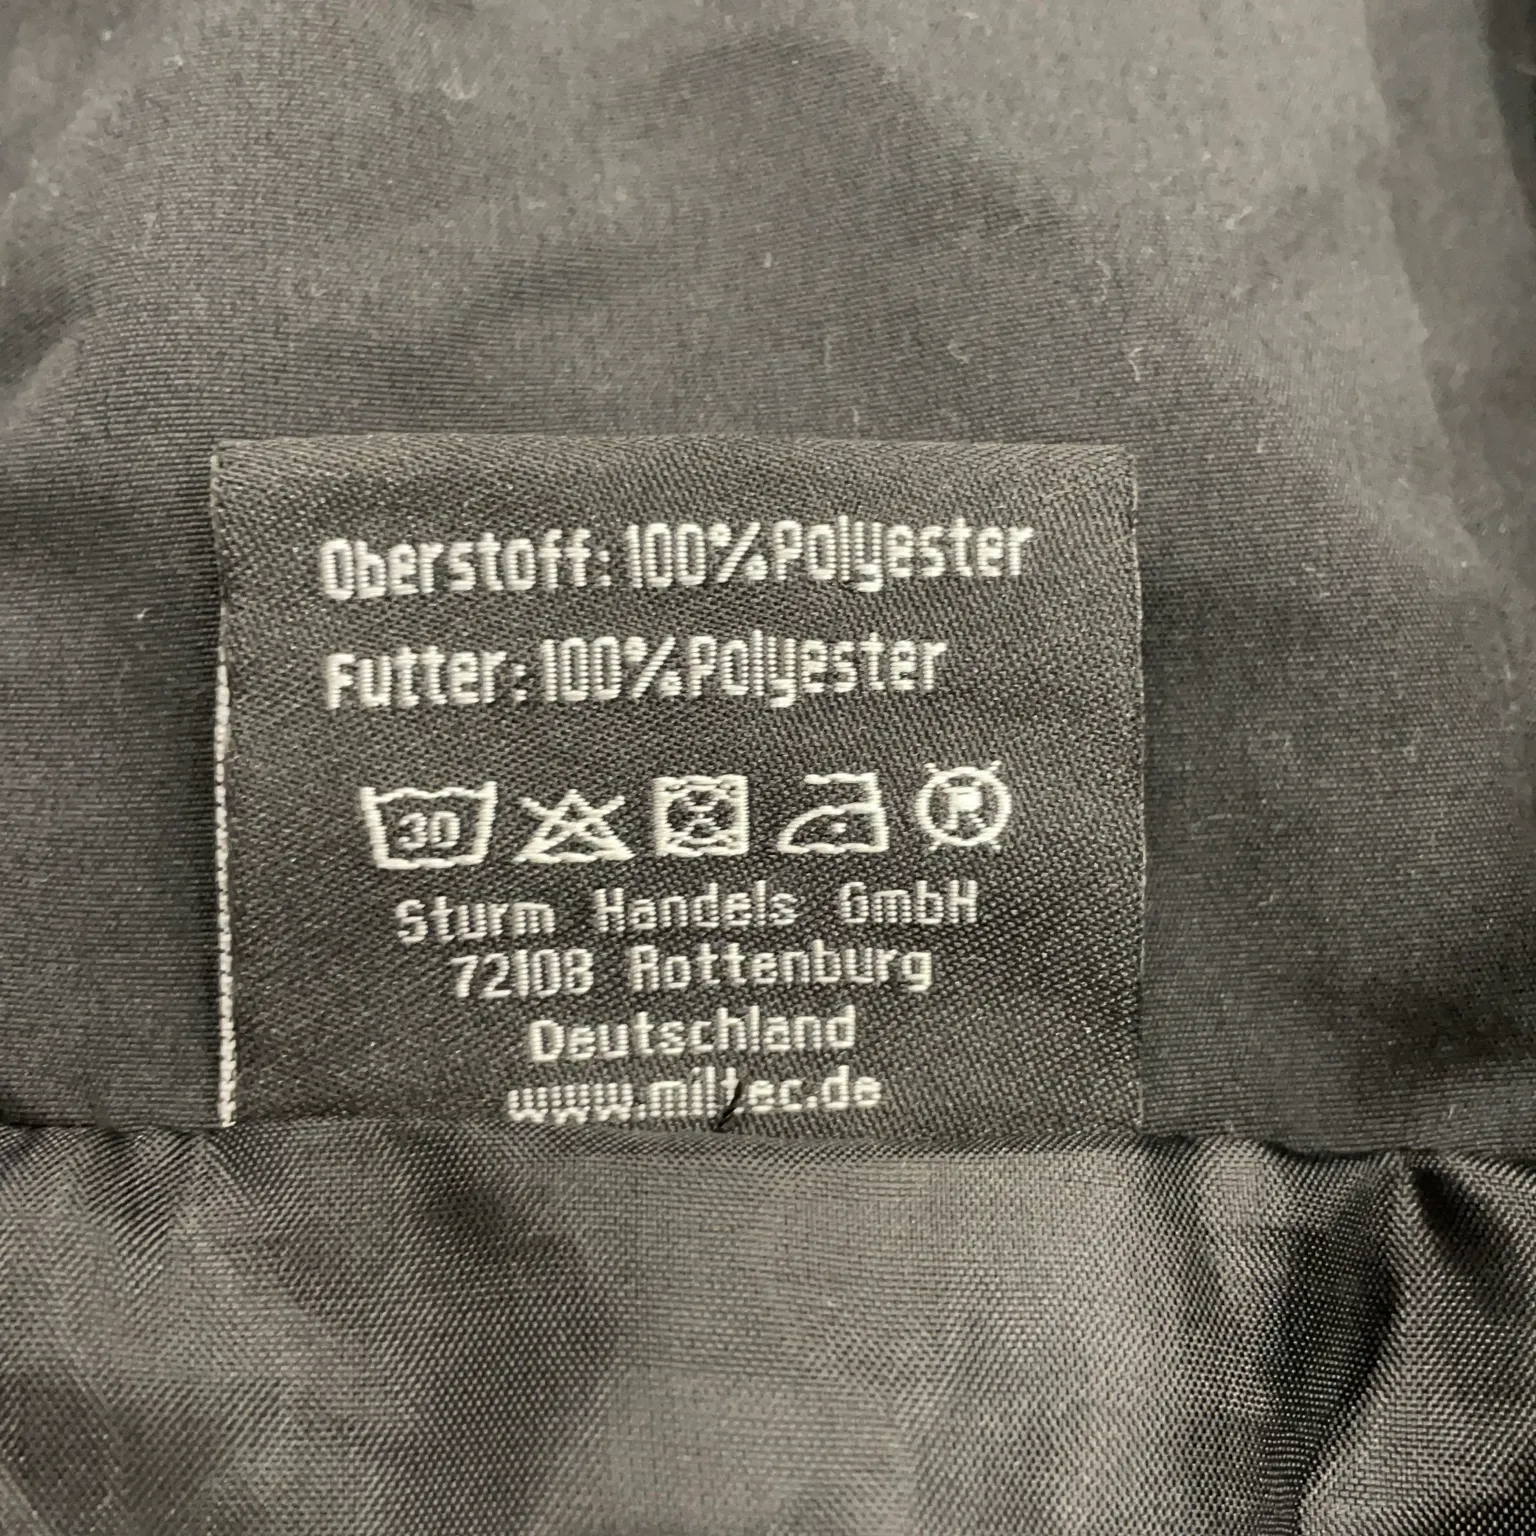 Oberstoff: 100% Polyester
Futter: 100% Polyester
30 P
Sturm Handels GmbH
72108 Rottenburg
Deutschland
www.miltec.de